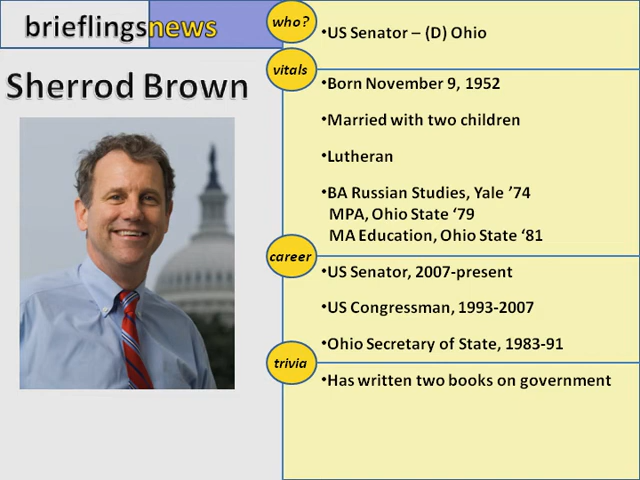 brieflingsnews
Sherrod Brown
who?
•US Senator – (D) Ohio
vitals
•Born November 9, 1952
•Married with two children
•Lutheran
•BA Russian Studies, Yale ’74
MPA, Ohio State ‘79
MA Education, Ohio State ‘81
career
•US Senator, 2007-present
•US Congressman, 1993-2007
•Ohio Secretary of State, 1983-91
trivia
•Has written two books on government